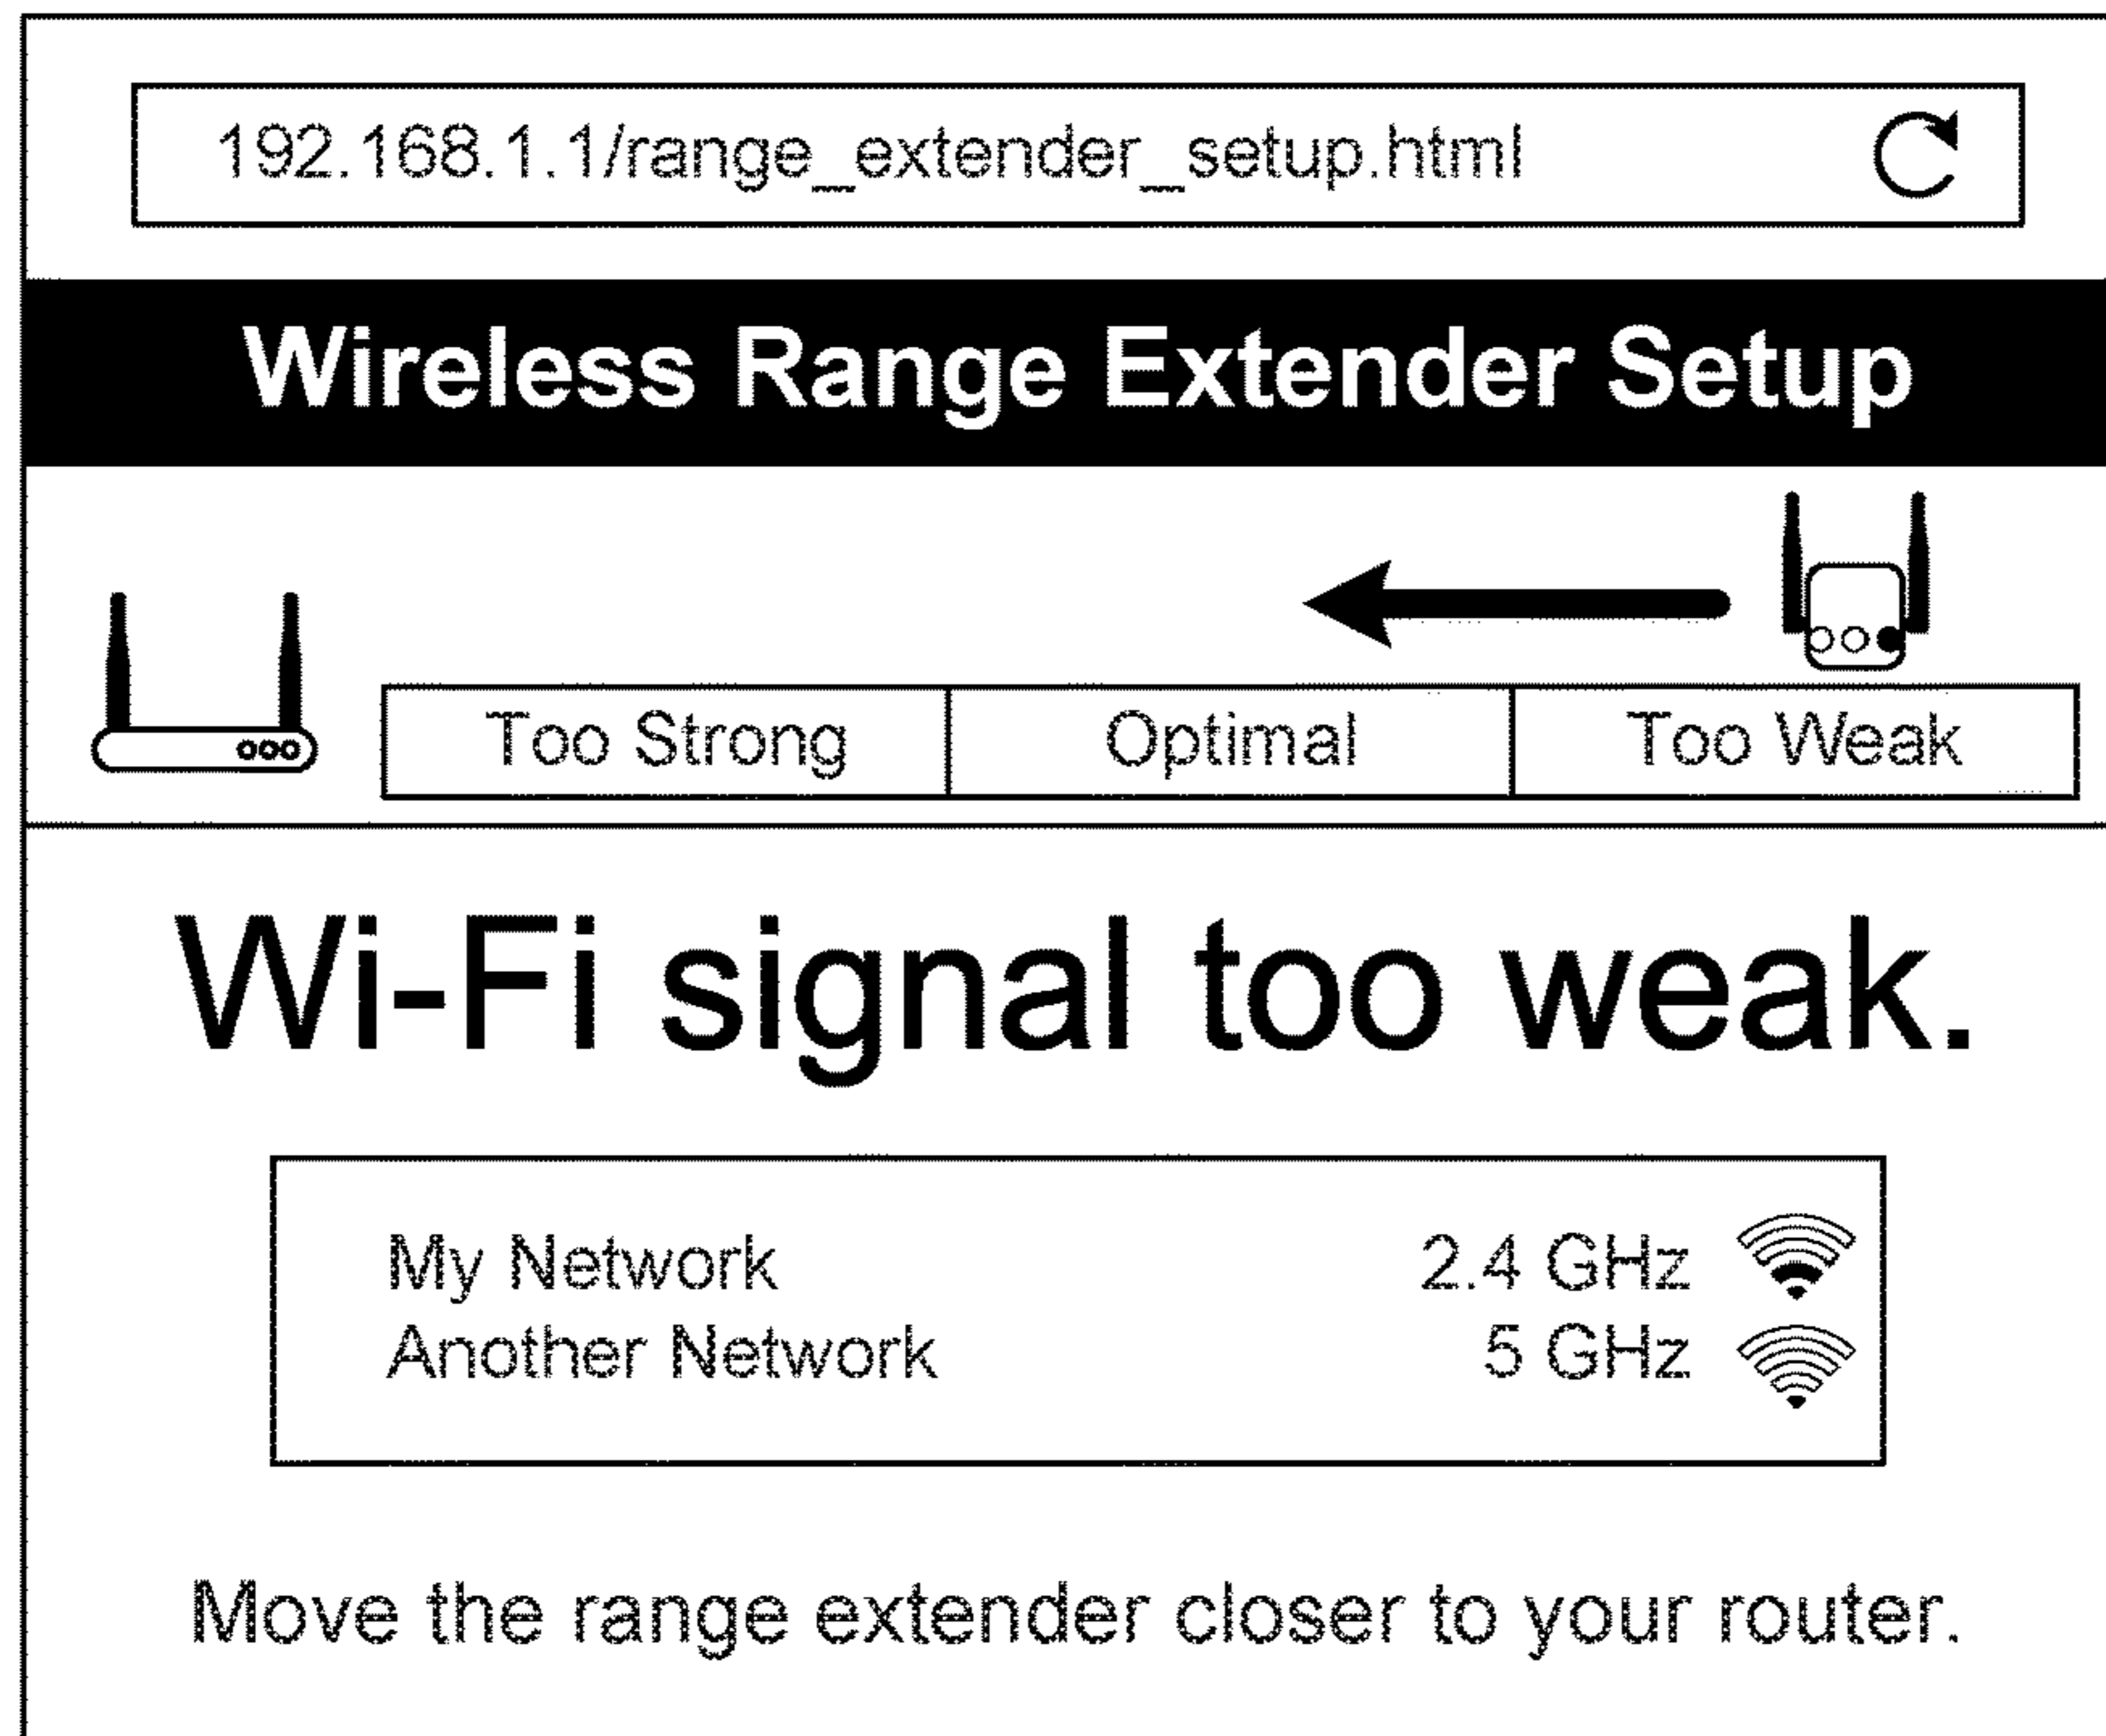 192.168.1.1/range_extender_setup.html
Wireless Range Extender Setup
Too Strong Optimal Too Weak
Wi-Fi signal too weak.
My Network 2.4 GHz
Another Network 5 GHz
Move the range extender closer to your router.